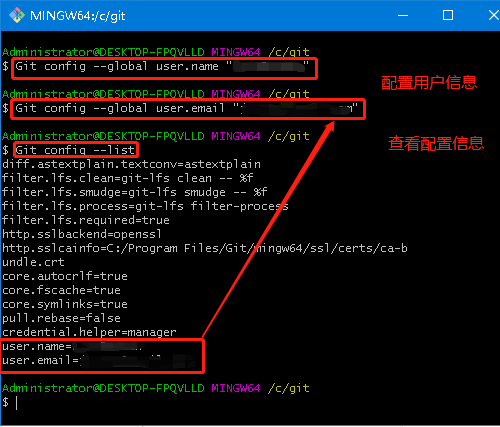 MINGW64:/c/git
Administrator@DESKTOP-FPQVLLD MINGW64 /c/git
$ Git config --global user.name "
"
配置用户信息
Administrator@DESKTOP-FPQVLLD MINGW64 /c/git
$ Git config --global user.email "
"
查看配置信息
Administrator@DESKTOP-FPQVLLD MINGW64 /c/git
$ Git config --list
diff.astextplain.textconv=astextplain
filter.lfs.clean=git-lfs clean -- %f
filter.lfs.smudge=git-lfs smudge -- %f
filter.lfs.process=git-lfs filter-process
filter.lfs.required=true
http.sslbackend=openssl
http.sslcainfo=C:/Program Files/Git/mingw64/ssl/certs/ca-b
undle.crt
core.autocrlf=true
core.fscache=true
core.symlinks=true
pull.rebase=false
credential.helper=manager
user.name=
user.email=
Administrator@DESKTOP-FPQVLLD MINGW64 /c/git
$